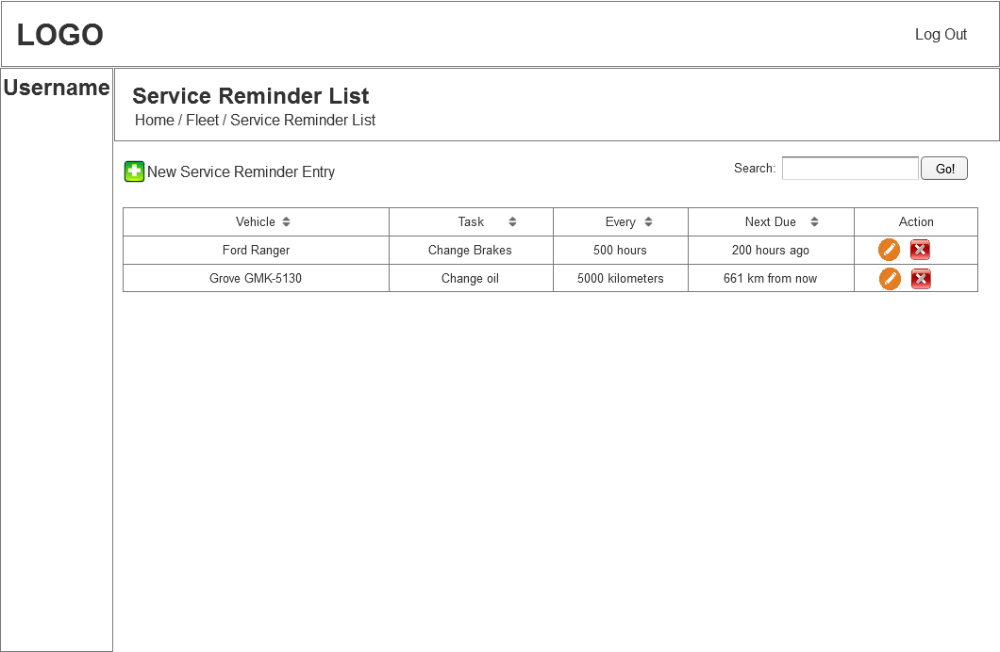 LOGO
Log Out
Username
Service Reminder List
Home / Fleet / Service Reminder List
New Service Reminder Entry
Search:
Go!
Vehicle Task Every Next Due Action
Ford Ranger Change Brakes 500 hours 200 hours ago
Grove GMK-5130 Change oil 5000 kilometers 661 km from now